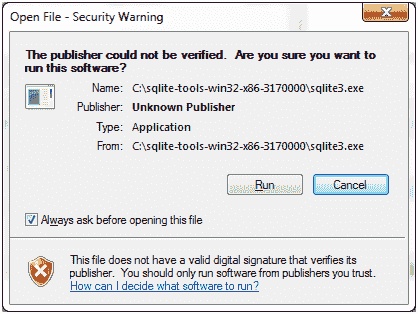 Open File - Security Warning
The publisher could not be verified. Are you sure you want to
run this software?
Name: C:\sqlite-tools-win32-x86-3170000\sqlite3.exe
Publisher: Unknown Publisher
Type: Application
From: C:\sqlite-tools-win32-x86-3170000\sqlite3.exe
Run Cancel
Always ask before opening this file
This file does not have a valid digital signature that verifies its
publisher. You should only run software from publishers you trust.
How can I decide what software to run?